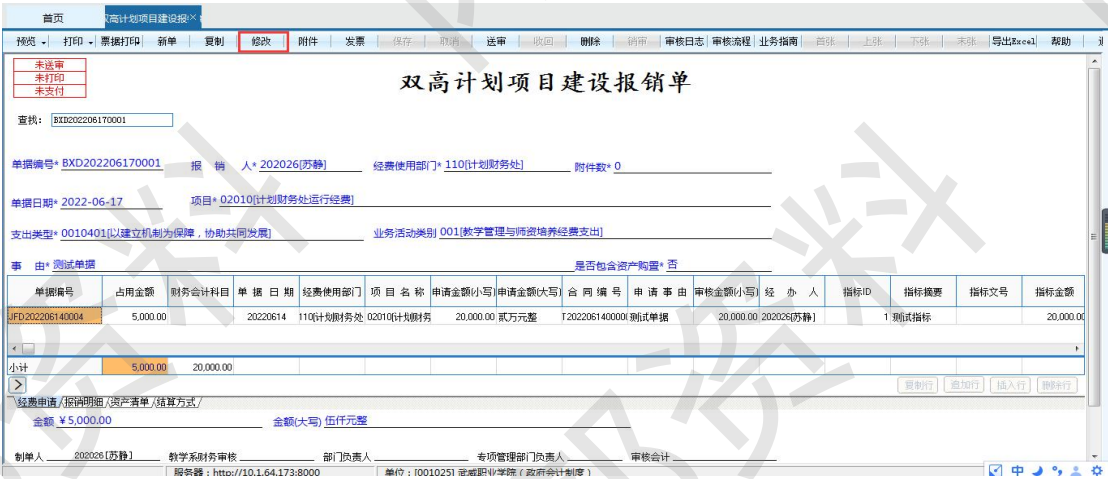 首页 双高计划项目建设报
预览 打印 票据打印 新单 复制 修改 附件 发票 保存 取消 送审 收回 删除 销审 审核日志 审核流程 业务指南 首张 上张 下张 末张 导出Excel 帮助
未送审
未打印
未支付
双高计划项目建设报销单
查找: BXD202206170001
单据编号* BXD202206170001 报 销 人* 202026[苏静] 经费使用部门* 110[计划财务处] 附件数* 0
单据日期* 2022-06-17 项目* 02010[计划财务处运行经费]
支出类型* 0010401[以建立机制为保障，协助共同发展] 业务活动类别 001[教学管理与师资培养经费支出]
事 由* 测试单据 是否包含资产购置* 否
单据编号 占用金额 财务会计科目 单 据 日 期 经费使用部门 项 目 名 称 申请金额(小写) 申请金额(大写) 合 同 编 号 申 请 事 由 审核金额(小写) 经 办 人 指标ID 指标摘要 指标文号 指标金额
JFD202206140004 5,000.00 20220614 110[计划财务处 02010[计划财务 20,000.00 贰万元整 T20220614000 测试单据 20,000.00 202026[苏静] 1 测试指标 20,000.00
小计 5,000.00 20,000.00
复制行 追加行 插入行 删除行
经费申请 报销明细 资产清单 结算方式
金额 ¥5,000.00 金额(大写) 伍仟元整
制单人 202026[苏静] 教学系财务审核 部门负责人 专项管理部门负责人 审核会计
服务器：http://10.1.64.173:8000 单位：[001025] 武威职业学院（政府会计制度）
中
资料